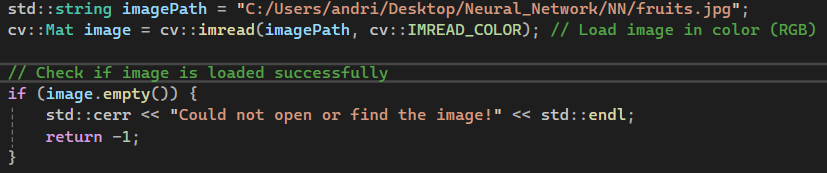 std::string imagePath = "C:/Users/andri/Desktop/Neural_Network/NN/fruits.jpg";
cv::Mat image = cv::imread(imagePath, cv::IMREAD_COLOR); // Load image in color (RGB)
// Check if image is loaded successfully
if (image.empty()) {
    std::cerr << "Could not open or find the image!" << std::endl;
    return -1;
}